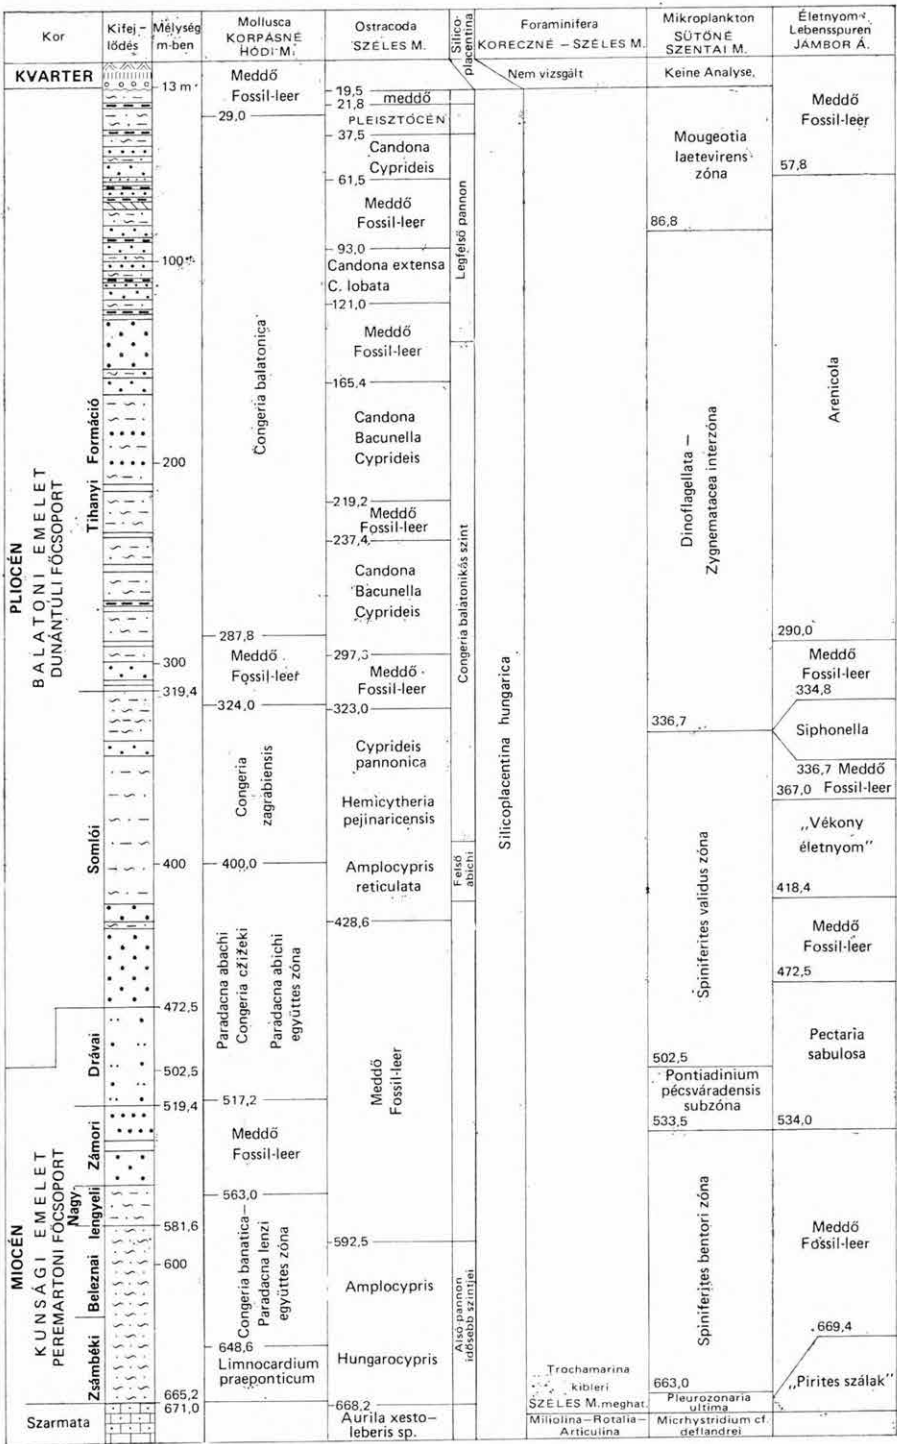 Kor
Kifej-
lődés
Mélység
m-ben
Mollusca
KORPÁSNÉ
HÓDI M.
Ostracoda
SZÉLES M.
Silico-
placentina
Foraminifera
KORECZNÉ – SZÉLES M.
Mikroplankton
SÜTŐNÉ
SZENTAI M.
Életnyom-
Lebensspuren
JÁMBOR Á.
KVARTER
PLIOCÉN
BALATONI EMELET
DUNÁNTÚLI FŐCSOPORT
Tihanyi Formáció
Somlói
Drávai
MIOCÉN
KUNSÁGI EMELET
PEREMARTONI FŐCSOPORT
Zámori
Nagy-
lengyeli
Beleznai
Zsámbéki
Szarmata
13 m
100
200
300
319,4
400
472,5
502,5
519,4
581,6
600
665,2
671,0
Meddő
Fossil-leer
29,0
Congeria balatonica
287,8
Meddő
Fossil-leer
324,0
Congeria
zagrabiensis
400,0
Paradacna abachi
Congeria cžižeki
Paradacna abichi
együttes zóna
517,2
Meddő
Fossil-leer
563,0
Congeria banatica–
Paradacna lenzi
együttes zóna
648,6
Limnocardium
praeponticum
19,5
meddő
21,8
PLEISZTÓCÉN
37,5
Candona
Cyprideis
61,5
Meddő
Fossil-leer
93,0
Candona extensa
C. lobata
121,0
Meddő
Fossil-leer
165,4
Candona
Bacunella
Cyprideis
219,2
Meddő
Fossil-leer
237,4
Candona
Bacunella
Cyprideis
297,3
Meddő
Fossil-leer
323,0
Cyprideis
pannonica
Hemicytheria
pejinaricensis
Amplocypris
reticulata
428,6
Meddő
Fossil-leer
592,5
Amplocypris
Hungarocypris
668,2
Aurila xesto-
leberis sp.
Legfelső pannon
Congeria balatonikás szint
Felső
abichi
Alsó-pannon
idősebb szintjei
Nem vizsgált
Silicoplacentina hungarica
Trochamarina
kibleri
SZÉLES M.meghat.
Miliolina–Rotalia–
Articulina
Keine Analyse.
Mougeotia
laetevirens
zóna
86,8
Dinoflagellata –
Zygnematacea interzóna
336,7
Spiniferites validus zóna
502,5
Pontiadinium
pécsváradensis
subzóna
533,5
Spiniferites bentori zóna
663,0
Pleurozonaria
ultima
Micrhystridium cf.
deflandrei
Meddő
Fossil-leer
57,8
Arenicola
290,0
Meddő
Fossil-leer
334,8
Siphonella
336,7 Meddő
367,0 Fossil-leer
„Vékony
életnyom"
418,4
Meddő
Fossil-leer
472,5
Pectaria
sabulosa
534,0
Meddő
Fossil-leer
669,4
„Pirites szálak"